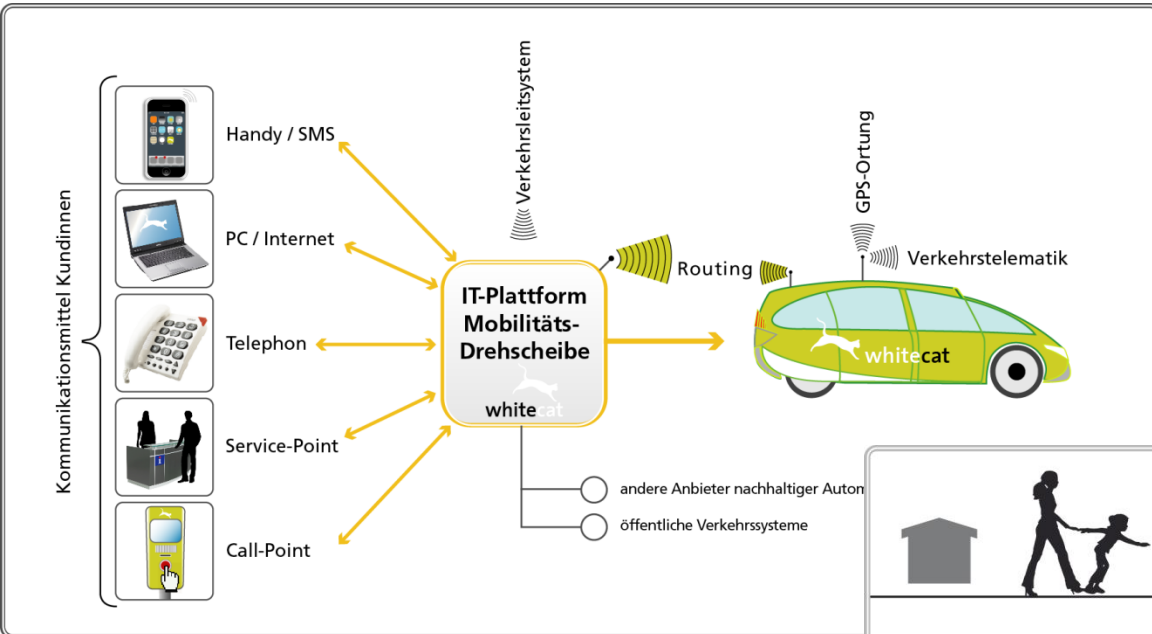 Kommunikationsmittel Kundinnen
Handy / SMS
PC / Internet
Telephon
Service-Point
Call-Point
Verkehrsleitsystem
IT-Plattform
Mobilitäts-
Drehscheibe
whitecat
Routing
GPS-Ortung
Verkehrstelematik
whitecat
andere Anbieter nachhaltiger
öffentliche Verkehrssysteme